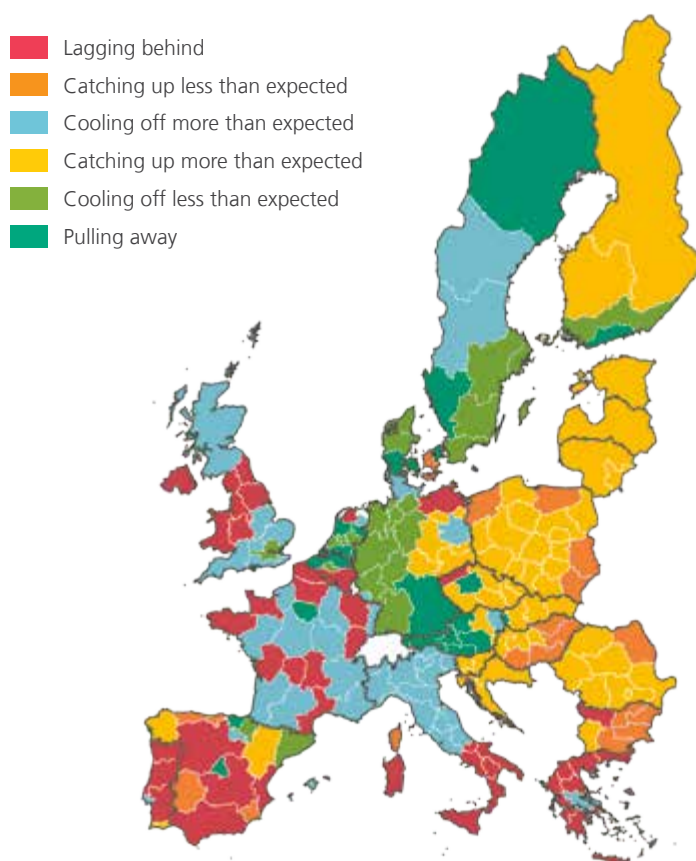 Lagging behind
Catching up less than expected
Cooling off more than expected
Catching up more than expected
Cooling off less than expected
Pulling away